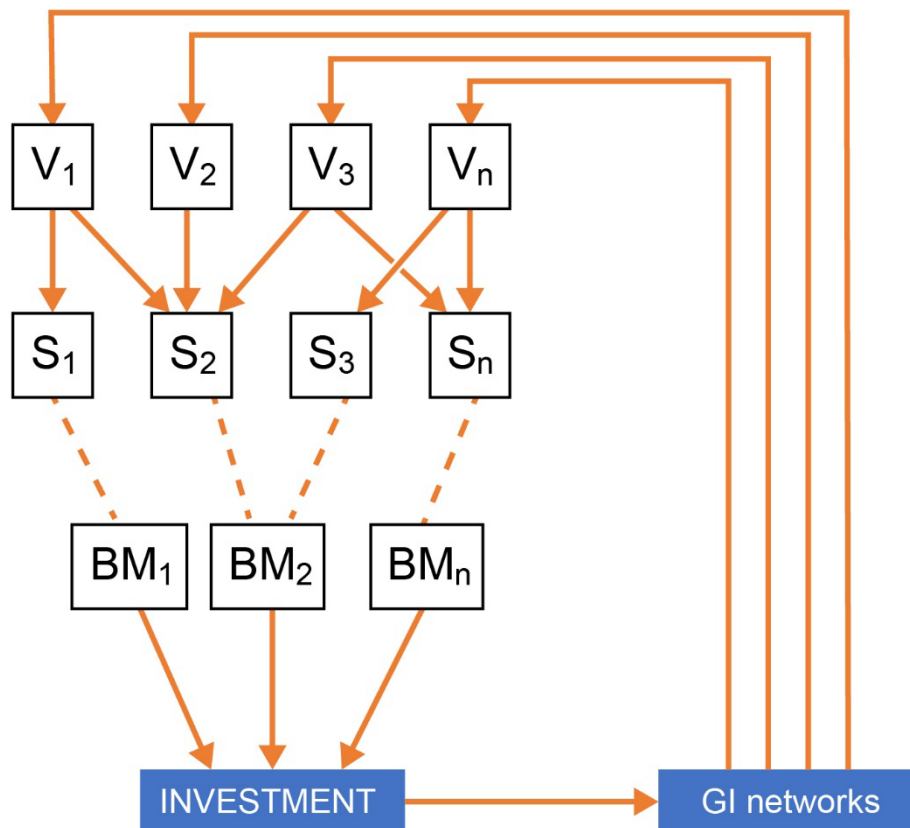 V₁ V₂ V₃ Vₙ
S₁ S₂ S₃ Sₙ
BM₁ BM₂ BMₙ
INVESTMENT GI networks